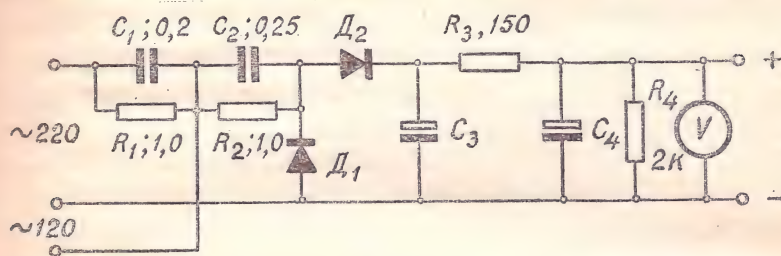 C₁;0,2
C₂;0,25
Д₂
R₃,150
+
R₁;1,0
R₂;1,0
Д₁
C₃
C₄
R₄
2к
V
~220
~120
−